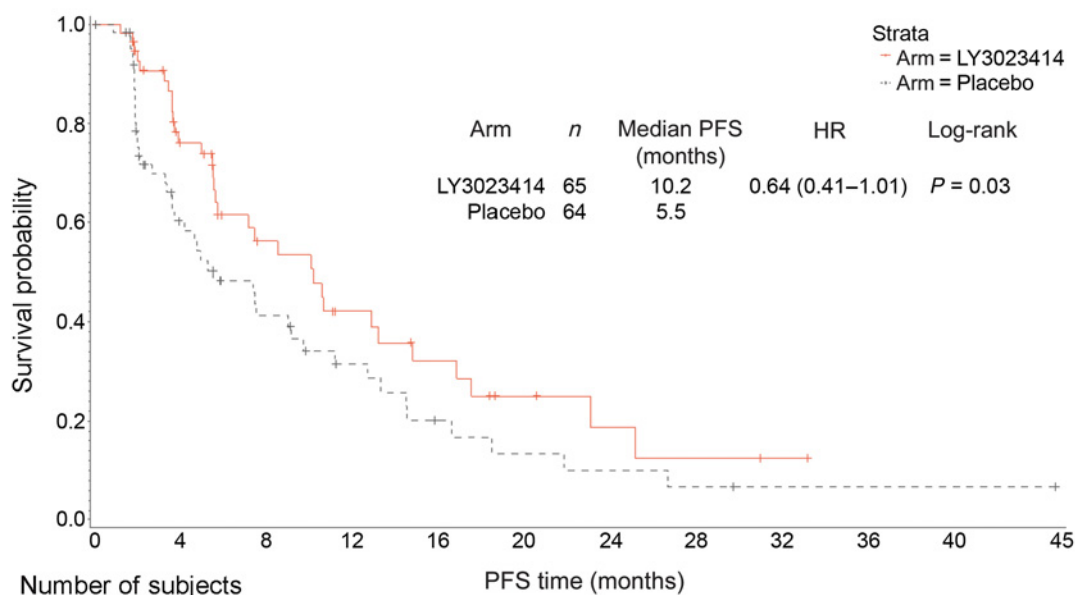 Strata
Arm = LY3023414
Arm = Placebo
Arm n Median PFS (months) HR Log-rank
LY3023414 65 10.2 0.64 (0.41–1.01) P = 0.03
Placebo 64 5.5
Survival probability
1.0
0.8
0.6
0.4
0.2
0.0
0 4 8 12 16 20 24 28 32 36 40 45
PFS time (months)
Number of subjects